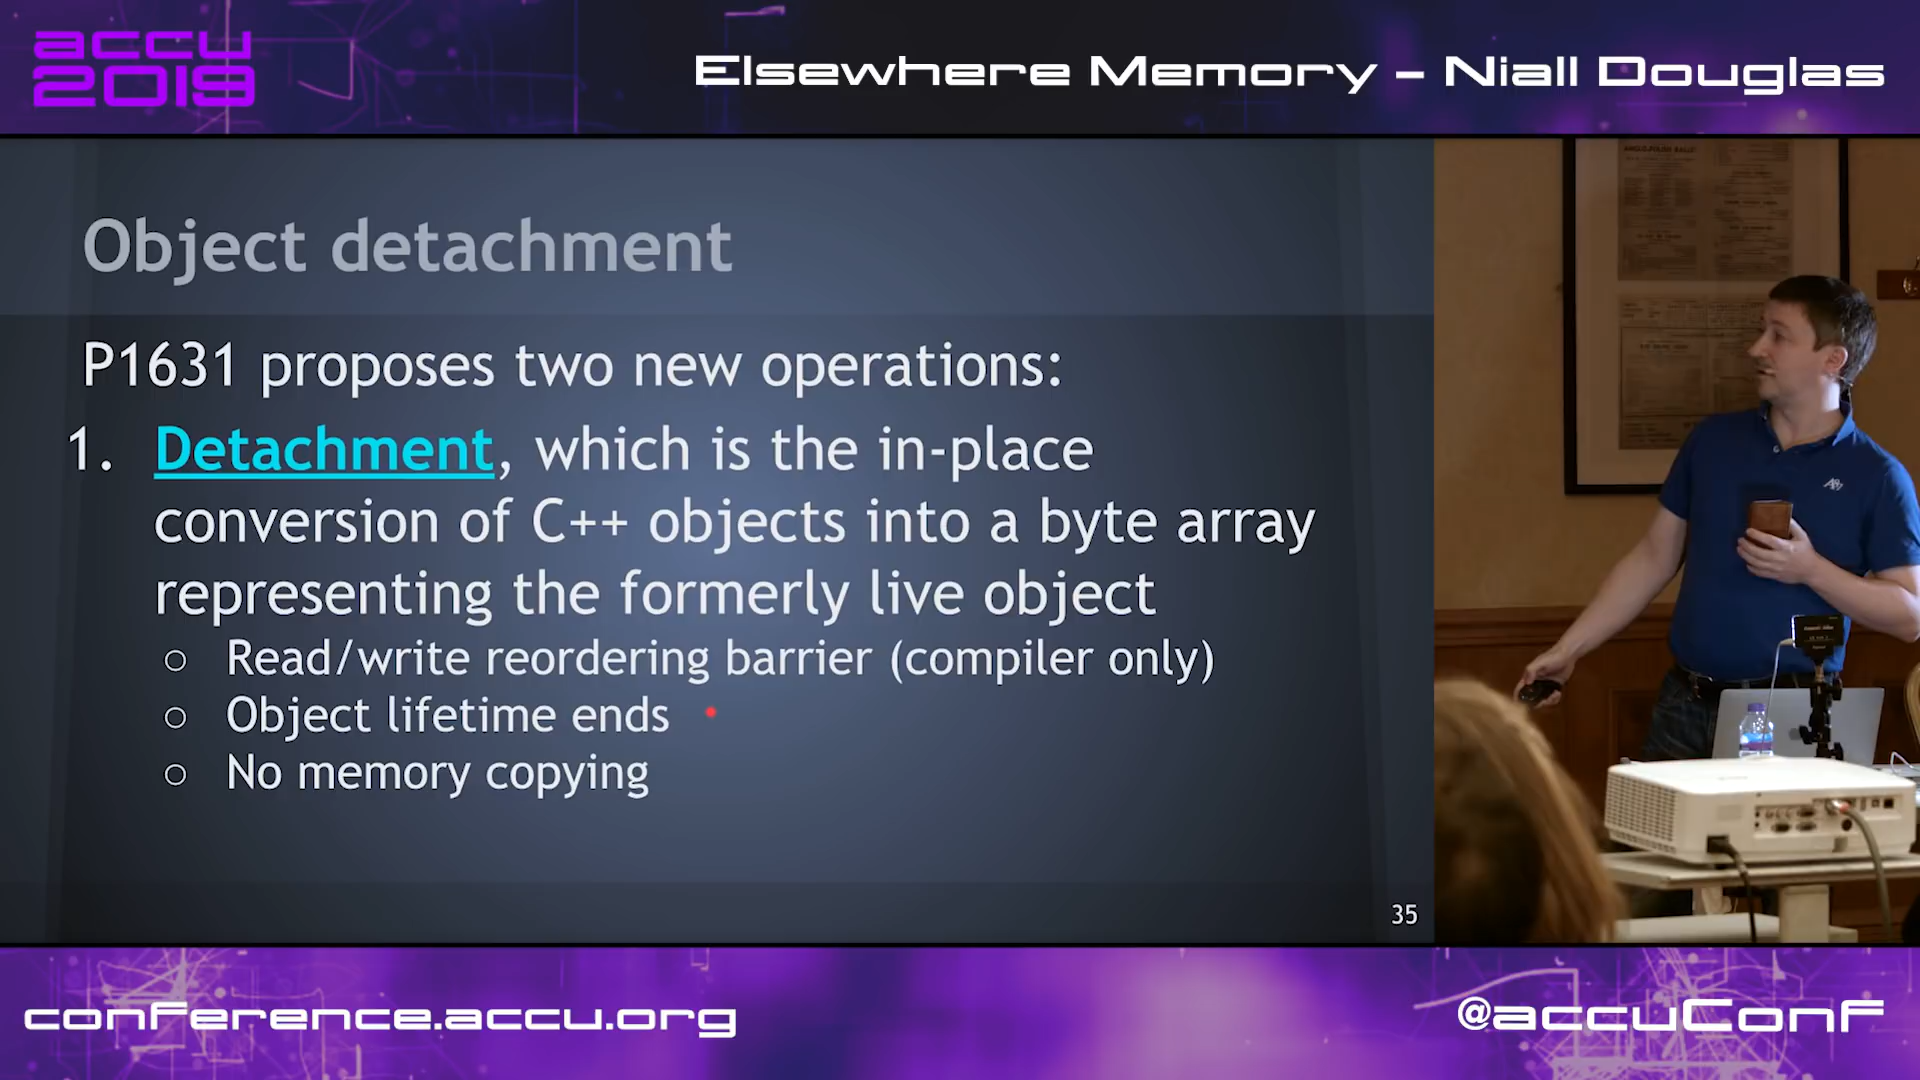 accu
2019
Elsewhere Memory – Niall Douglas
Object detachment
P1631 proposes two new operations:
1. Detachment, which is the in-place
conversion of C++ objects into a byte array
representing the formerly live object
○ Read/write reordering barrier (compiler only)
○ Object lifetime ends
○ No memory copying
35
conference.accu.org
@accuConf